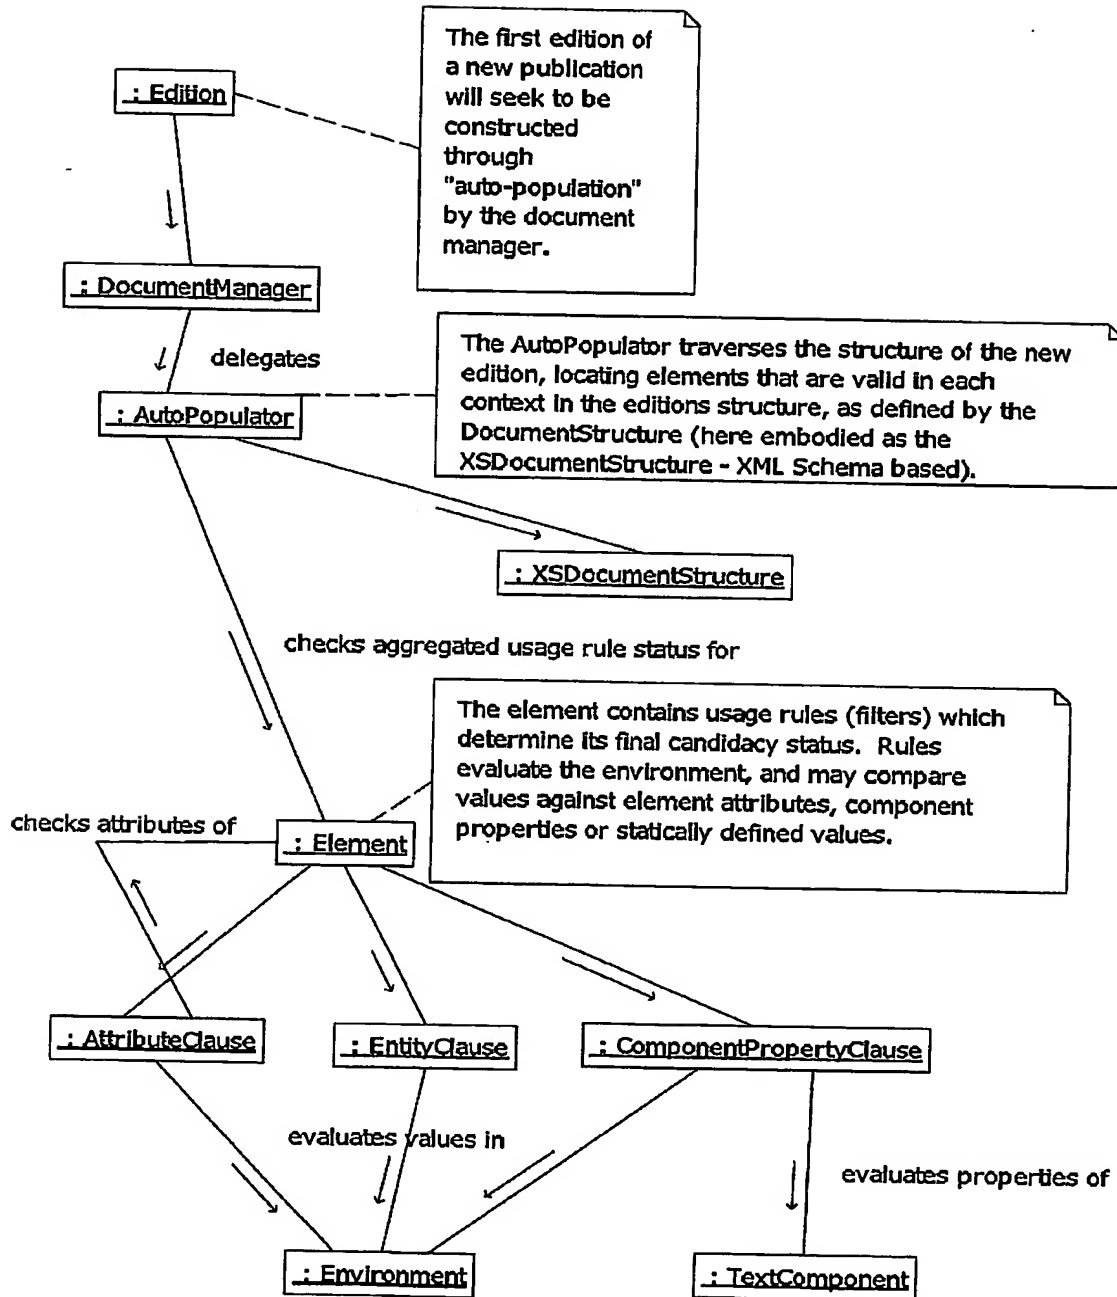 The first edition of
a new publication
will seek to be
constructed
through
"auto-population"
by the document
manager.
: Edition
: DocumentManager
delegates
The AutoPopulator traverses the structure of the new
edition, locating elements that are valid in each
context in the editions structure, as defined by the
DocumentStructure (here embodied as the
XSDocumentStructure - XML Schema based).
: AutoPopulator
: XSDocumentStructure
checks aggregated usage rule status for
The element contains usage rules (filters) which
determine its final candidacy status. Rules
evaluate the environment, and may compare
values against element attributes, component
properties or statically defined values.
checks attributes of
: Element
: AttributeClause
: EntityClause
: ComponentPropertyClause
evaluates values in
evaluates properties of
: Environment
: TextComponent